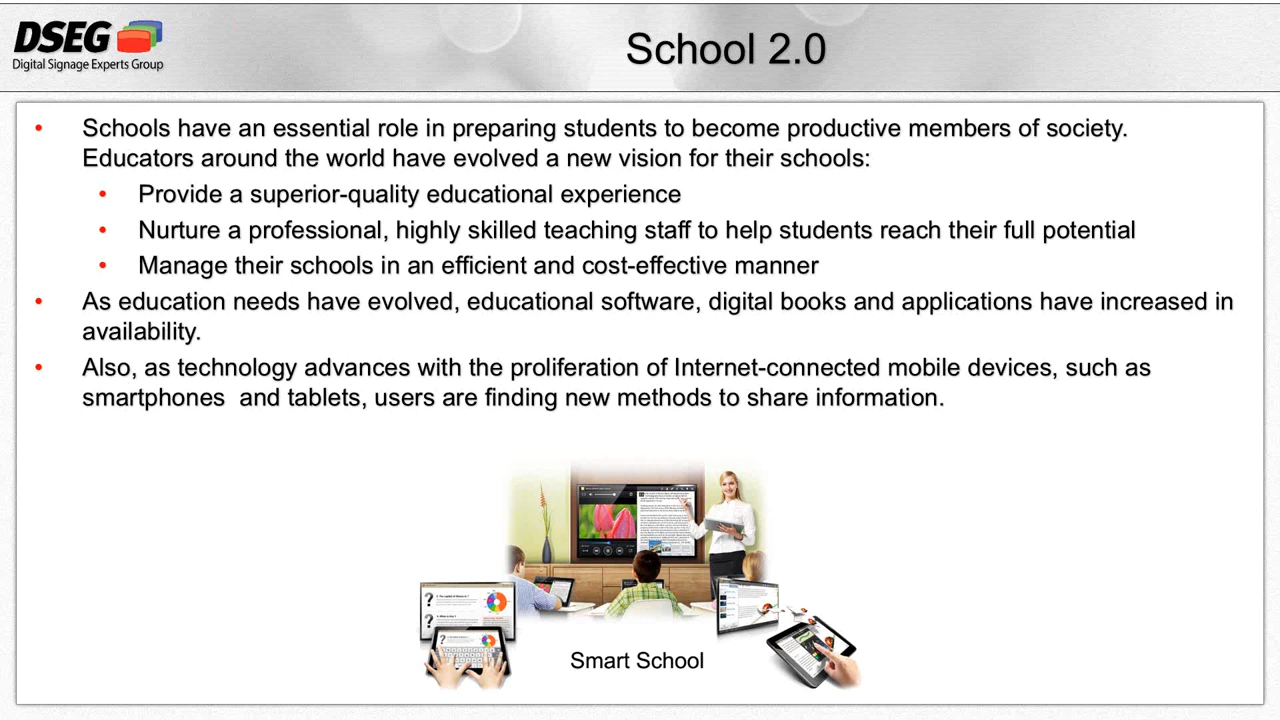 DSEG
Digital Signage Experts Group
School 2.0
• Schools have an essential role in preparing students to become productive members of society.
Educators around the world have evolved a new vision for their schools:
• Provide a superior-quality educational experience
• Nurture a professional, highly skilled teaching staff to help students reach their full potential
• Manage their schools in an efficient and cost-effective manner
• As education needs have evolved, educational software, digital books and applications have increased in
availability.
• Also, as technology advances with the proliferation of Internet-connected mobile devices, such as
smartphones  and tablets, users are finding new methods to share information.
Smart School